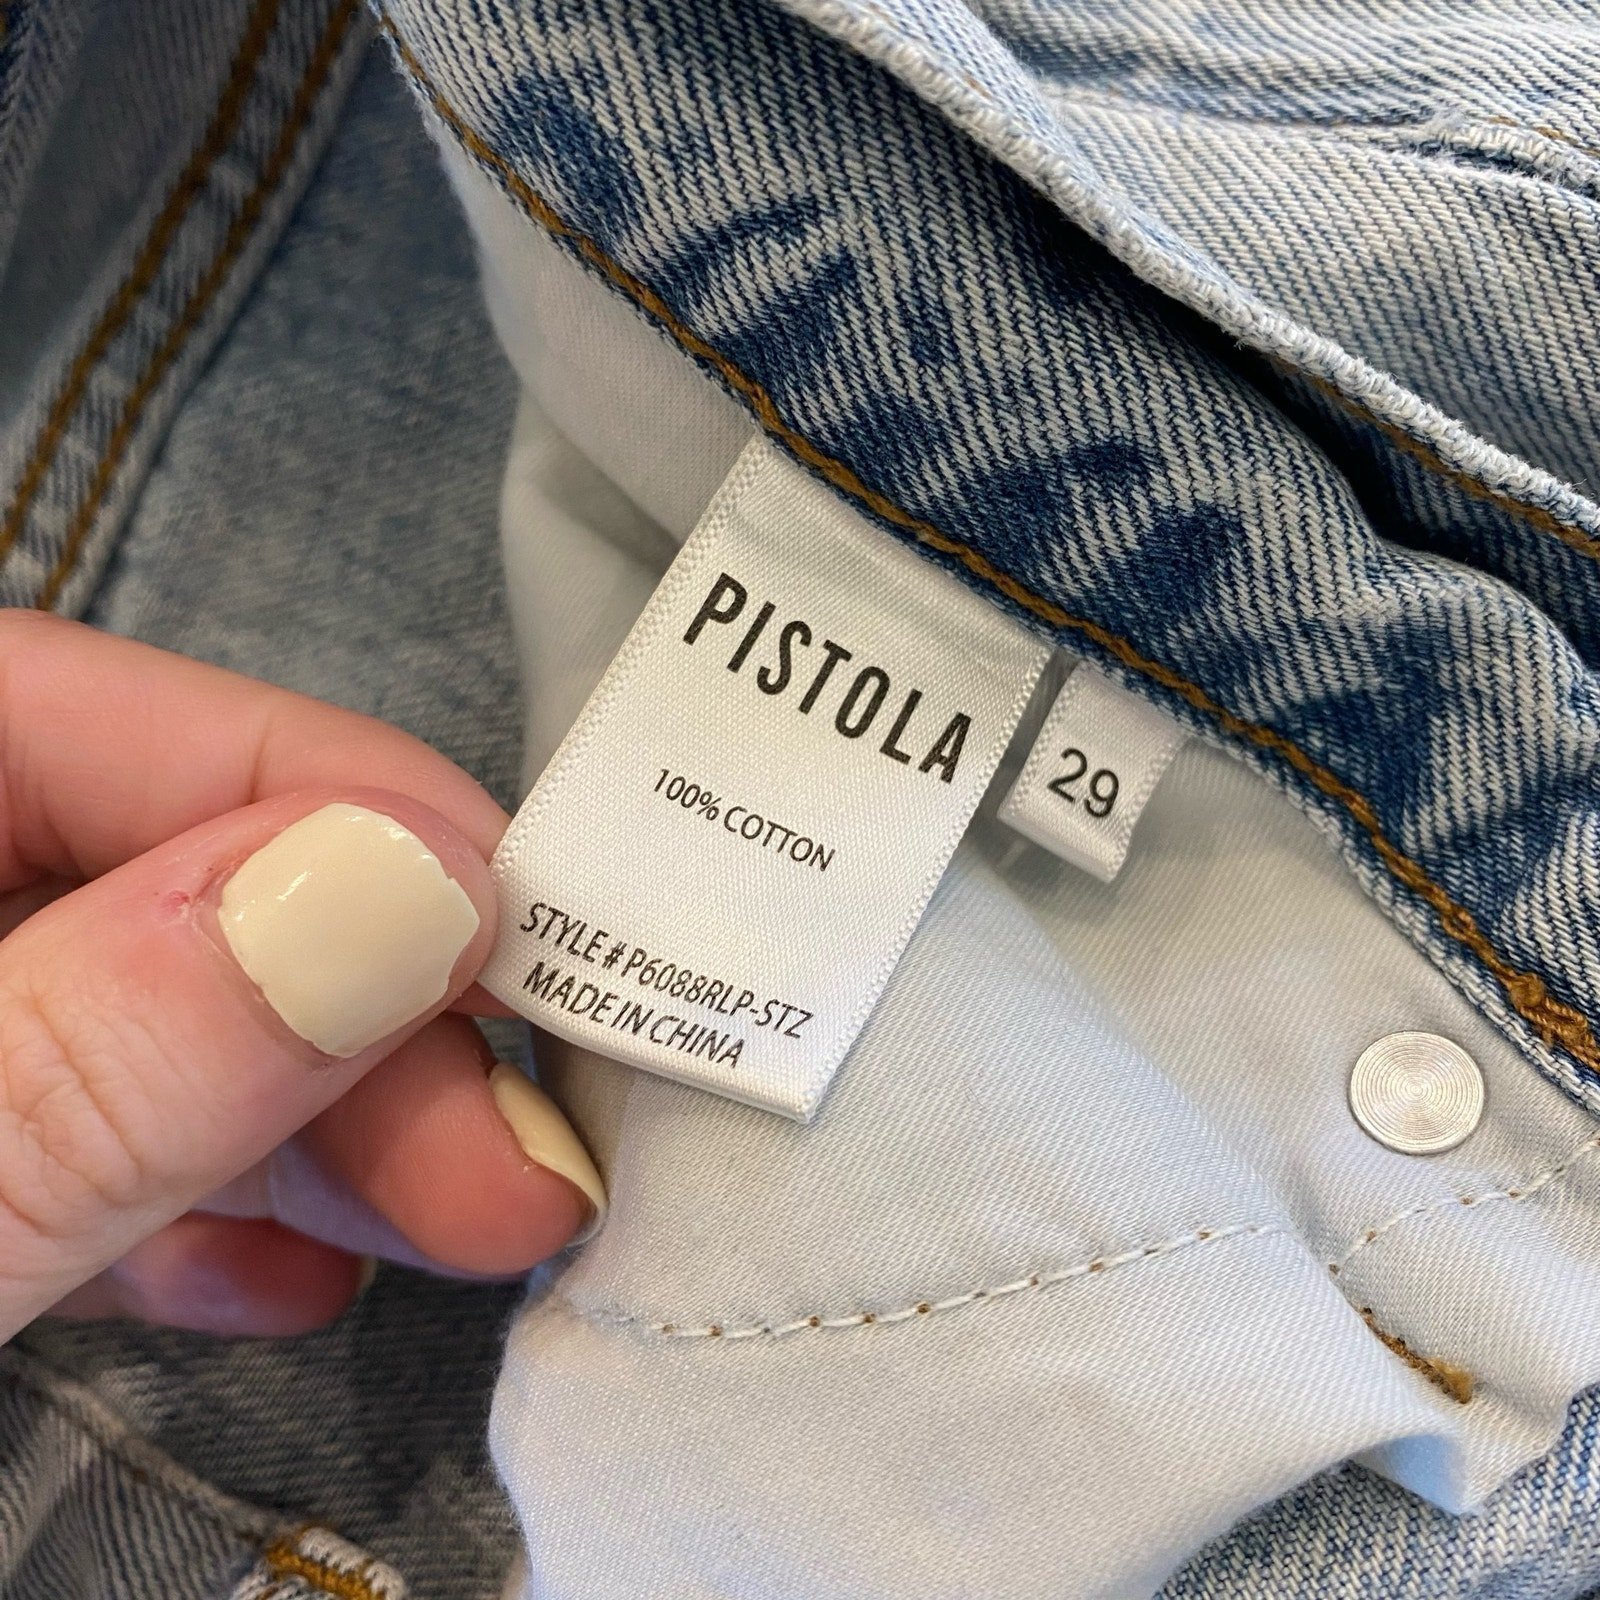 PISTOLA
100% COTTON
STYLE# P6088RLP-STZ
MADE IN CHINA
29